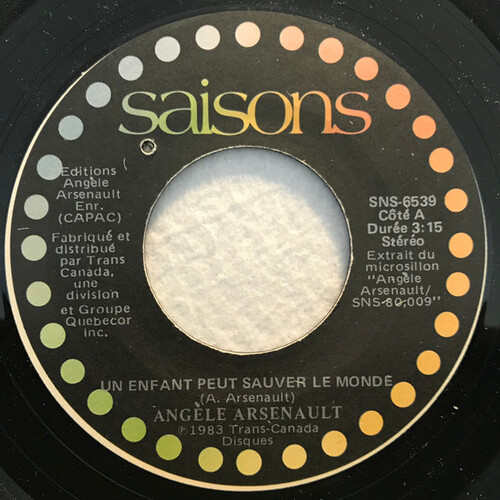 saisons
Editions
Angèle
Arsenault
Enr.
(CAPAC)
Fabriqué et
distribué
par Trans
Canada,
une
division
et Groupe
Quebecor
inc.
SNS-6539
Côté A
Durée 3:15
Stéréo
Extrait du
microsillon
"Angèle
Arsenault/
SNS-80,009"
UN ENFANT PEUT SAUVER LE MONDE
(A. Arsenault)
ANGÈLE ARSENAULT
℗1983 Trans-Canada
Disques